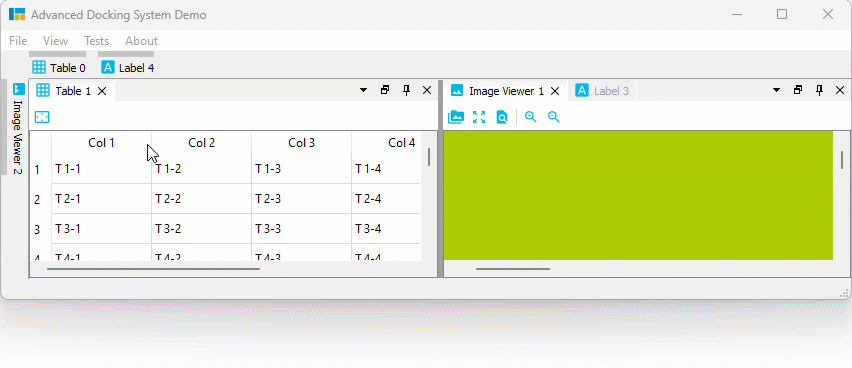 Advanced Docking System Demo
File View Tests About
Table 0 Label 4
Image Viewer 2
Table 1
Image Viewer 1 Label 3
Col 1 Col 2 Col 3 Col 4
1 T 1-1 T 1-2 T 1-3 T 1-4
2 T 2-1 T 2-2 T 2-3 T 2-4
3 T 3-1 T 3-2 T 3-3 T 3-4
4 T 4-1 T 4-2 T 4-3 T 4-4